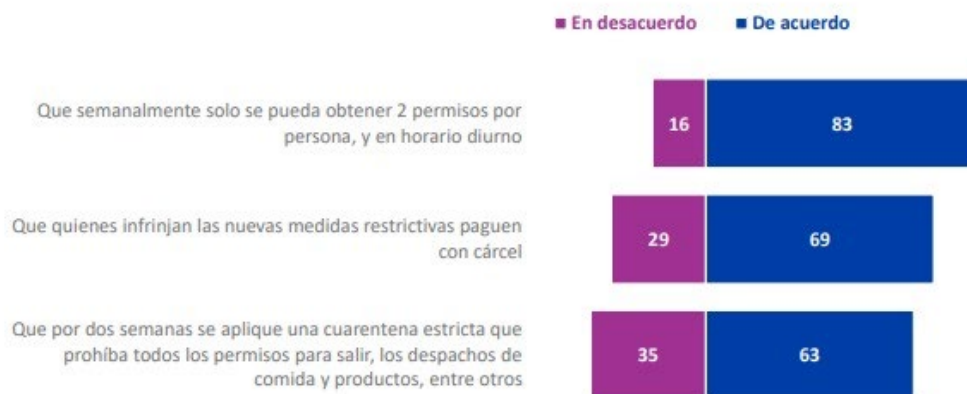 En desacuerdo De acuerdo
Que semanalmente solo se pueda obtener 2 permisos por
persona, y en horario diurno
16 83
Que quienes infrinjan las nuevas medidas restrictivas paguen
con cárcel
29 69
Que por dos semanas se aplique una cuarentena estricta que
prohíba todos los permisos para salir, los despachos de
comida y productos, entre otros
35 63